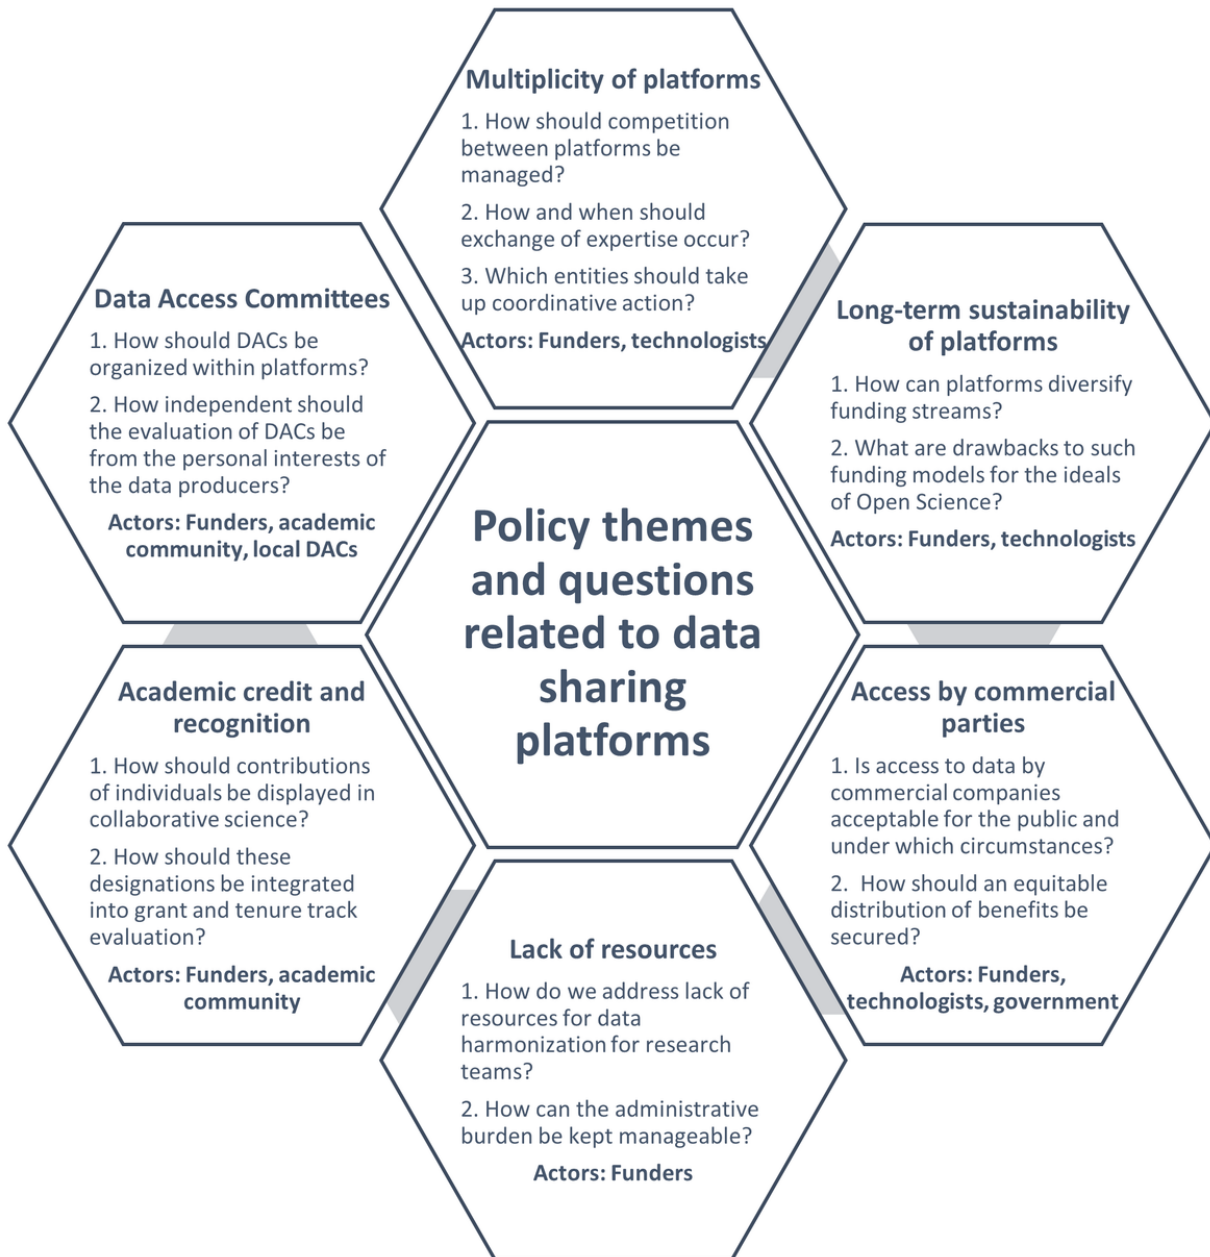 Multiplicity of platforms
1. How should competition
between platforms be
managed?
2. How and when should
exchange of expertise occur?
3. Which entities should take
up coordinative action?
Actors: Funders, technologists
Data Access Committees
1. How should DACs be
organized within platforms?
2. How independent should
the evaluation of DACs be
from the personal interests of
the data producers?
Actors: Funders, academic
community, local DACs
Long-term sustainability
of platforms
1. How can platforms diversify
funding streams?
2. What are drawbacks to such
funding models for the ideals
of Open Science?
Actors: Funders, technologists
Policy themes
and questions
related to data
sharing
platforms
Academic credit and
recognition
1. How should contributions
of individuals be displayed in
collaborative science?
2. How should these
designations be integrated
into grant and tenure track
evaluation?
Actors: Funders, academic
community
Access by commercial
parties
1. Is access to data by
commercial companies
acceptable for the public and
under which circumstances?
2. How should an equitable
distribution of benefits be
secured?
Actors: Funders,
technologists, government
Lack of resources
1. How do we address lack of
resources for data
harmonization for research
teams?
2. How can the administrative
burden be kept manageable?
Actors: Funders